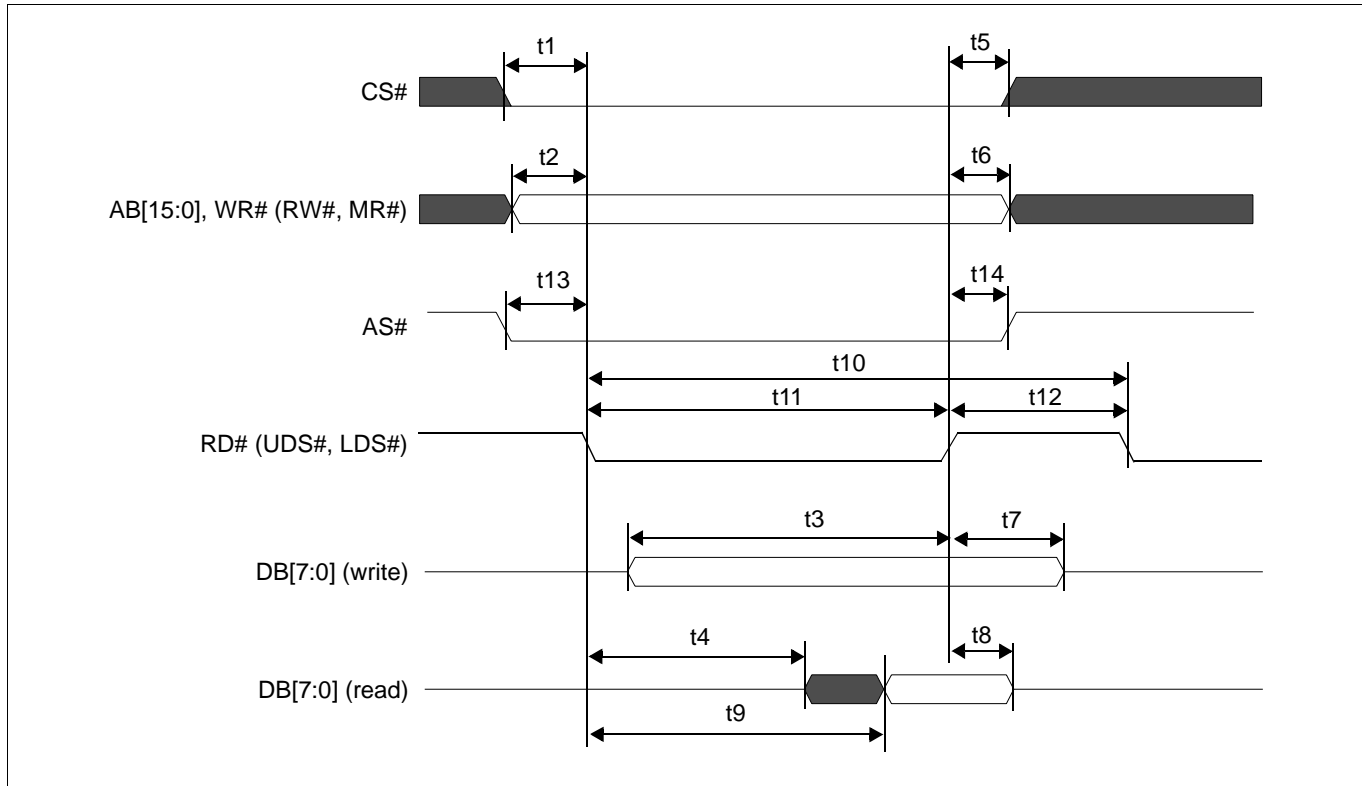 t1
t5
CS#
t2
t6
AB[15:0], WR# (RW#, MR#)
t13
t14
AS#
t10
t11
t12
RD# (UDS#, LDS#)
t3
t7
DB[7:0] (write)
t4
t8
DB[7:0] (read)
t9